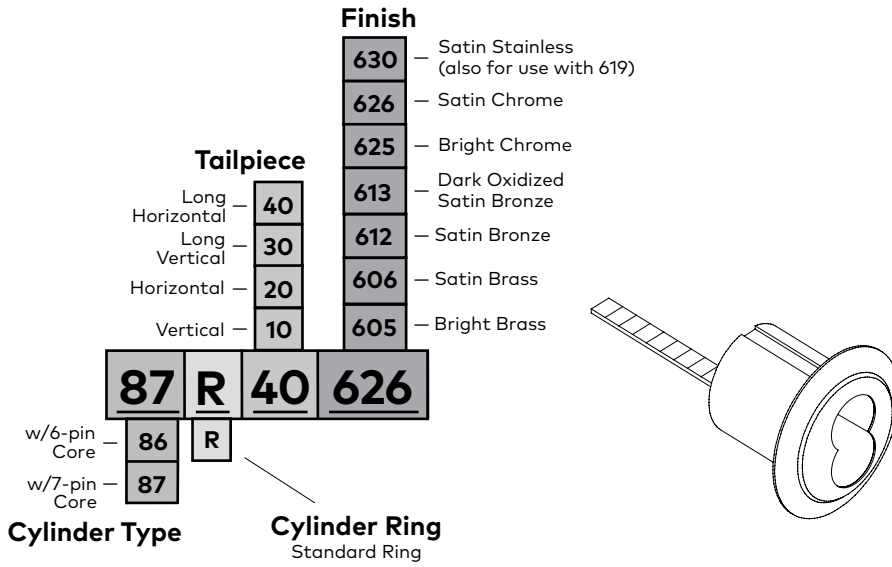 Finish
630
Satin Stainless
(also for use with 619)
626
Satin Chrome
625
Bright Chrome
613
Dark Oxidized
Satin Bronze
612
Satin Bronze
606
Satin Brass
605
Bright Brass
Tailpiece
Long
Horizontal
40
Long
Vertical
30
Horizontal
20
Vertical
10
87 R 40 626
w/6-pin
Core
86
R
w/7-pin
Core
87
Cylinder Type
Cylinder Ring
Standard Ring